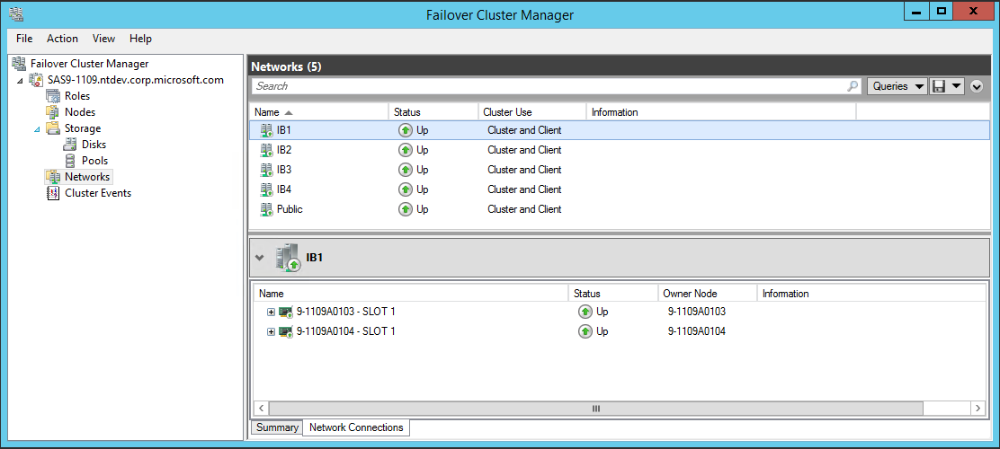 Failover Cluster Manager
File Action View Help
Failover Cluster Manager
SAS9-1109.ntdev.corp.microsoft.com
Roles
Nodes
Storage
Disks
Pools
Networks
Cluster Events
Networks (5)
Search Queries
Name Status Cluster Use Information
IB1 Up Cluster and Client
IB2 Up Cluster and Client
IB3 Up Cluster and Client
IB4 Up Cluster and Client
Public Up Cluster and Client
IB1
Name Status Owner Node Information
9-1109A0103 - SLOT 1 Up 9-1109A0103
9-1109A0104 - SLOT 1 Up 9-1109A0104
Summary Network Connections